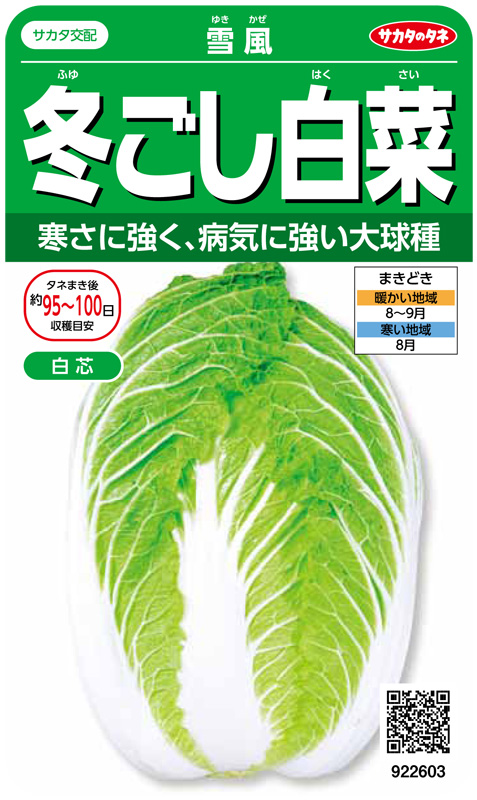 サカタ交配
ゆき かぜ
雪風
サカタのタネ
ふゆ はく さい
冬ごし白菜
寒さに強く、病気に強い大球種
タネまき後
約95〜100日
収穫目安
白芯
まきどき
暖かい地域
8〜9月
寒い地域
8月
922603